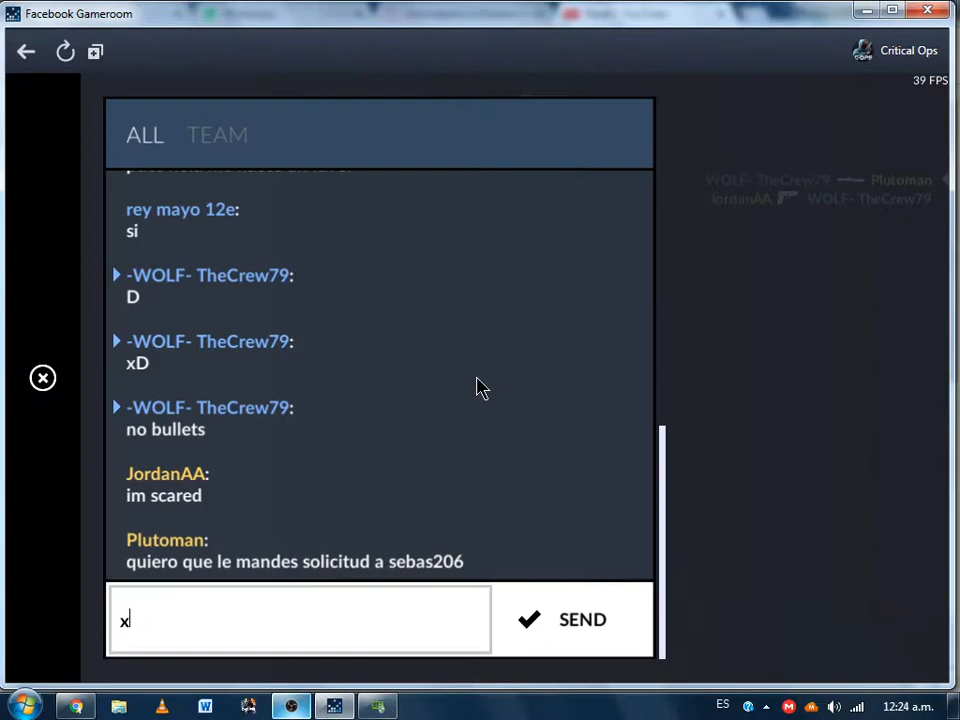 Facebook Gameroom
Critical Ops
39 FPS
ALL TEAM
WOLF- TheCrew79 Plutoman
JordanAA WOLF- TheCrew79
rey mayo 12e:
si
-WOLF- TheCrew79:
D
-WOLF- TheCrew79:
xD
-WOLF- TheCrew79:
no bullets
JordanAA:
im scared
Plutoman:
quiero que le mandes solicitud a sebas206
x
SEND
ES
12:24 a.m.